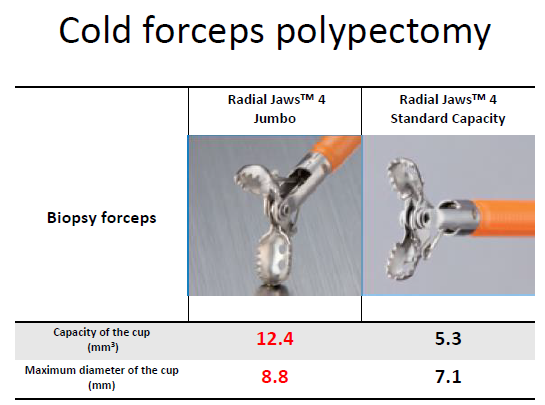 Cold forceps polypectomy
Radial Jaws™ 4
Jumbo
Radial Jaws™ 4
Standard Capacity
Biopsy forceps
Capacity of the cup
(mm³)
12.4
5.3
Maximum diameter of the cup
(mm)
8.8
7.1